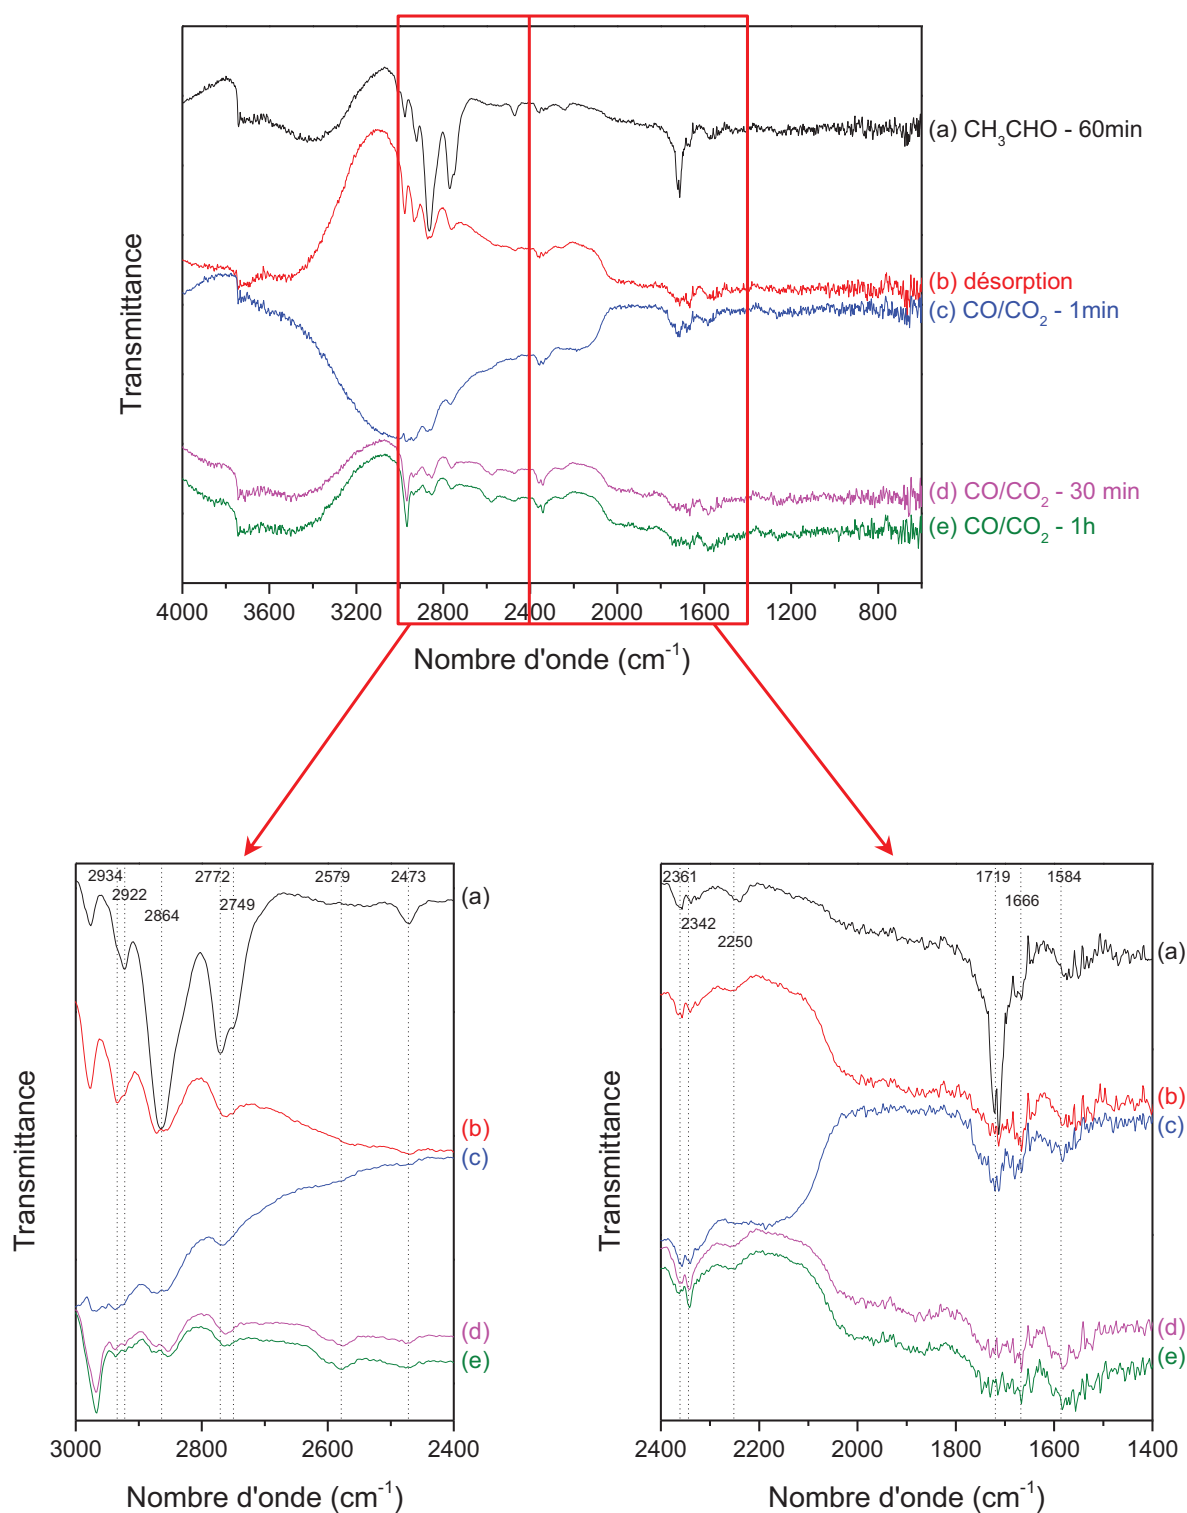 Transmittance
(a) CH₃CHO - 60min
(b) désorption
(c) CO/CO₂ - 1min
(d) CO/CO₂ - 30 min
(e) CO/CO₂ - 1h
4000 3600 3200 2800 2400 2000 1600 1200 800
Nombre d'onde (cm⁻¹)
2934 2772 2579 2473
2922 2749
2864
(a)
(b)
(c)
(d)
(e)
Transmittance
3000 2800 2600 2400
Nombre d'onde (cm⁻¹)
2361 1719 1584
2342 1666
2250
(a)
(b)
(c)
(d)
(e)
Transmittance
2400 2200 2000 1800 1600 1400
Nombre d'onde (cm⁻¹)